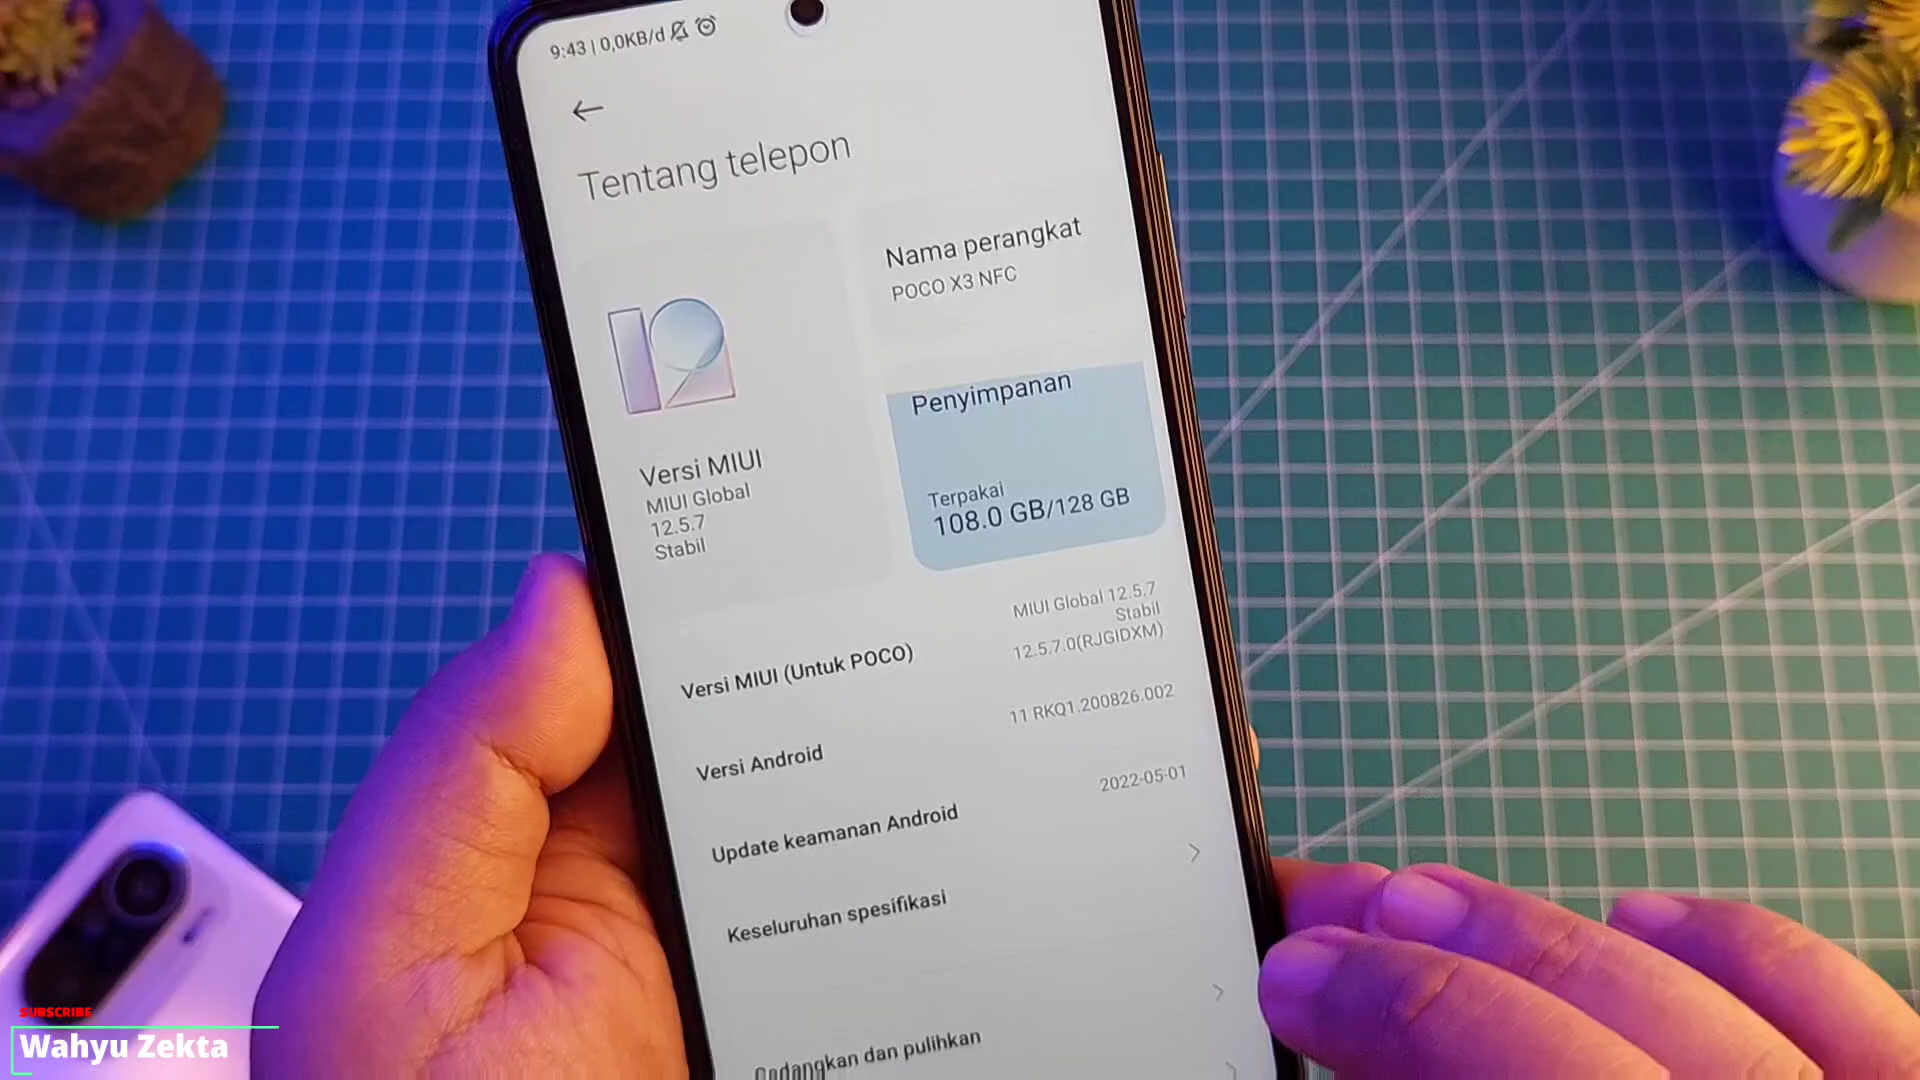 9:43 | 0,0KB/d
Tentang telepon
Nama perangkat
POCO X3 NFC
Versi MIUI
MIUI Global
12.5.7
Stabil
Penyimpanan
Terpakai
108.0 GB/128 GB
Versi MIUI (Untuk POCO)
MIUI Global 12.5.7
Stabil
12.5.7.0(RJGIDXM)
Versi Android
11 RKQ1.200826.002
Update keamanan Android
2022-05-01
Keseluruhan spesifikasi
dan pulihkan
SUBSCRIBE
Wahyu Zekta